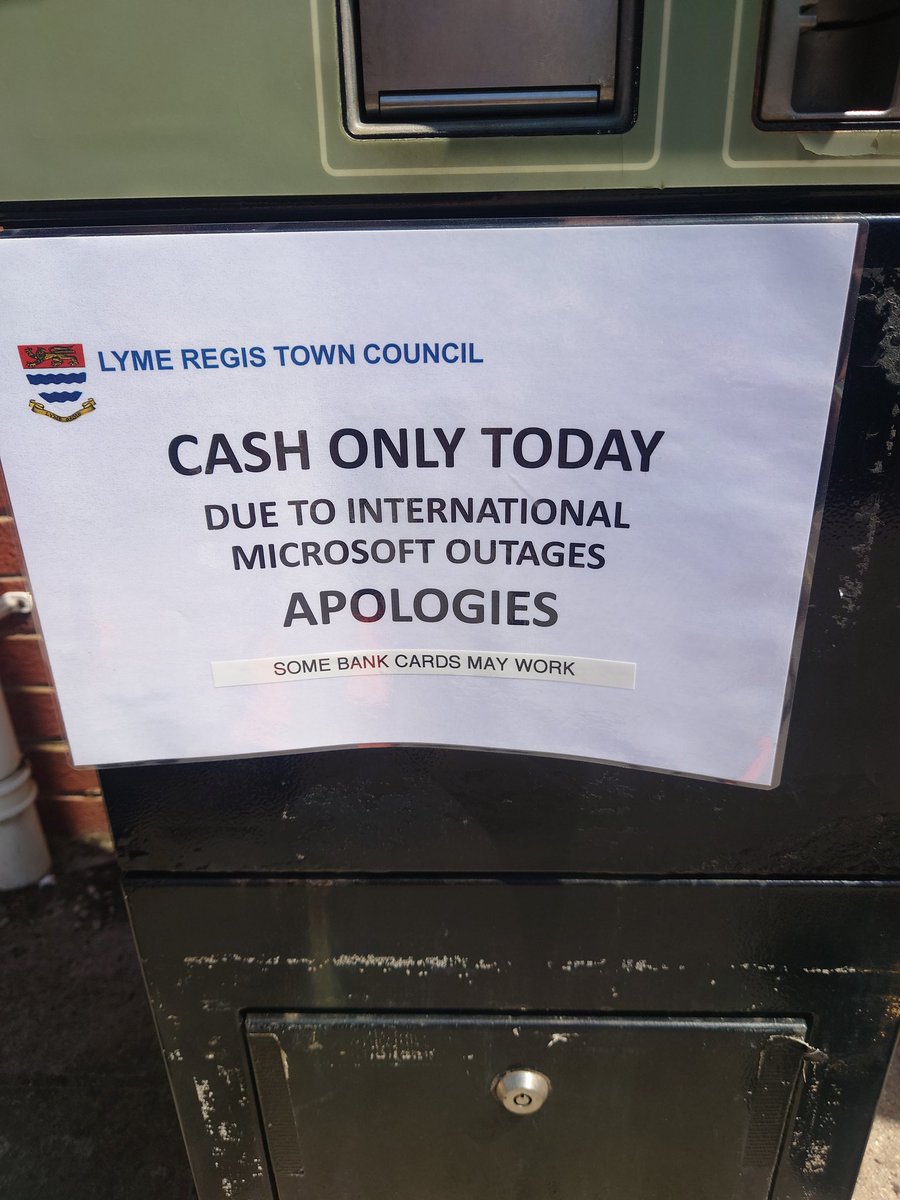 LYME REGIS TOWN COUNCIL
CASH ONLY TODAY
DUE TO INTERNATIONAL
MICROSOFT OUTAGES
APOLOGIES
SOME BANK CARDS MAY WORK